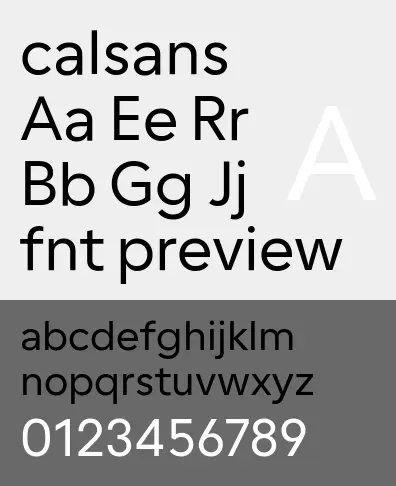 calsans
Aa Ee Rr
A
Bb Gg Jj
fnt preview
abcdefghijklm
nopqrstuvwxyz
0123456789